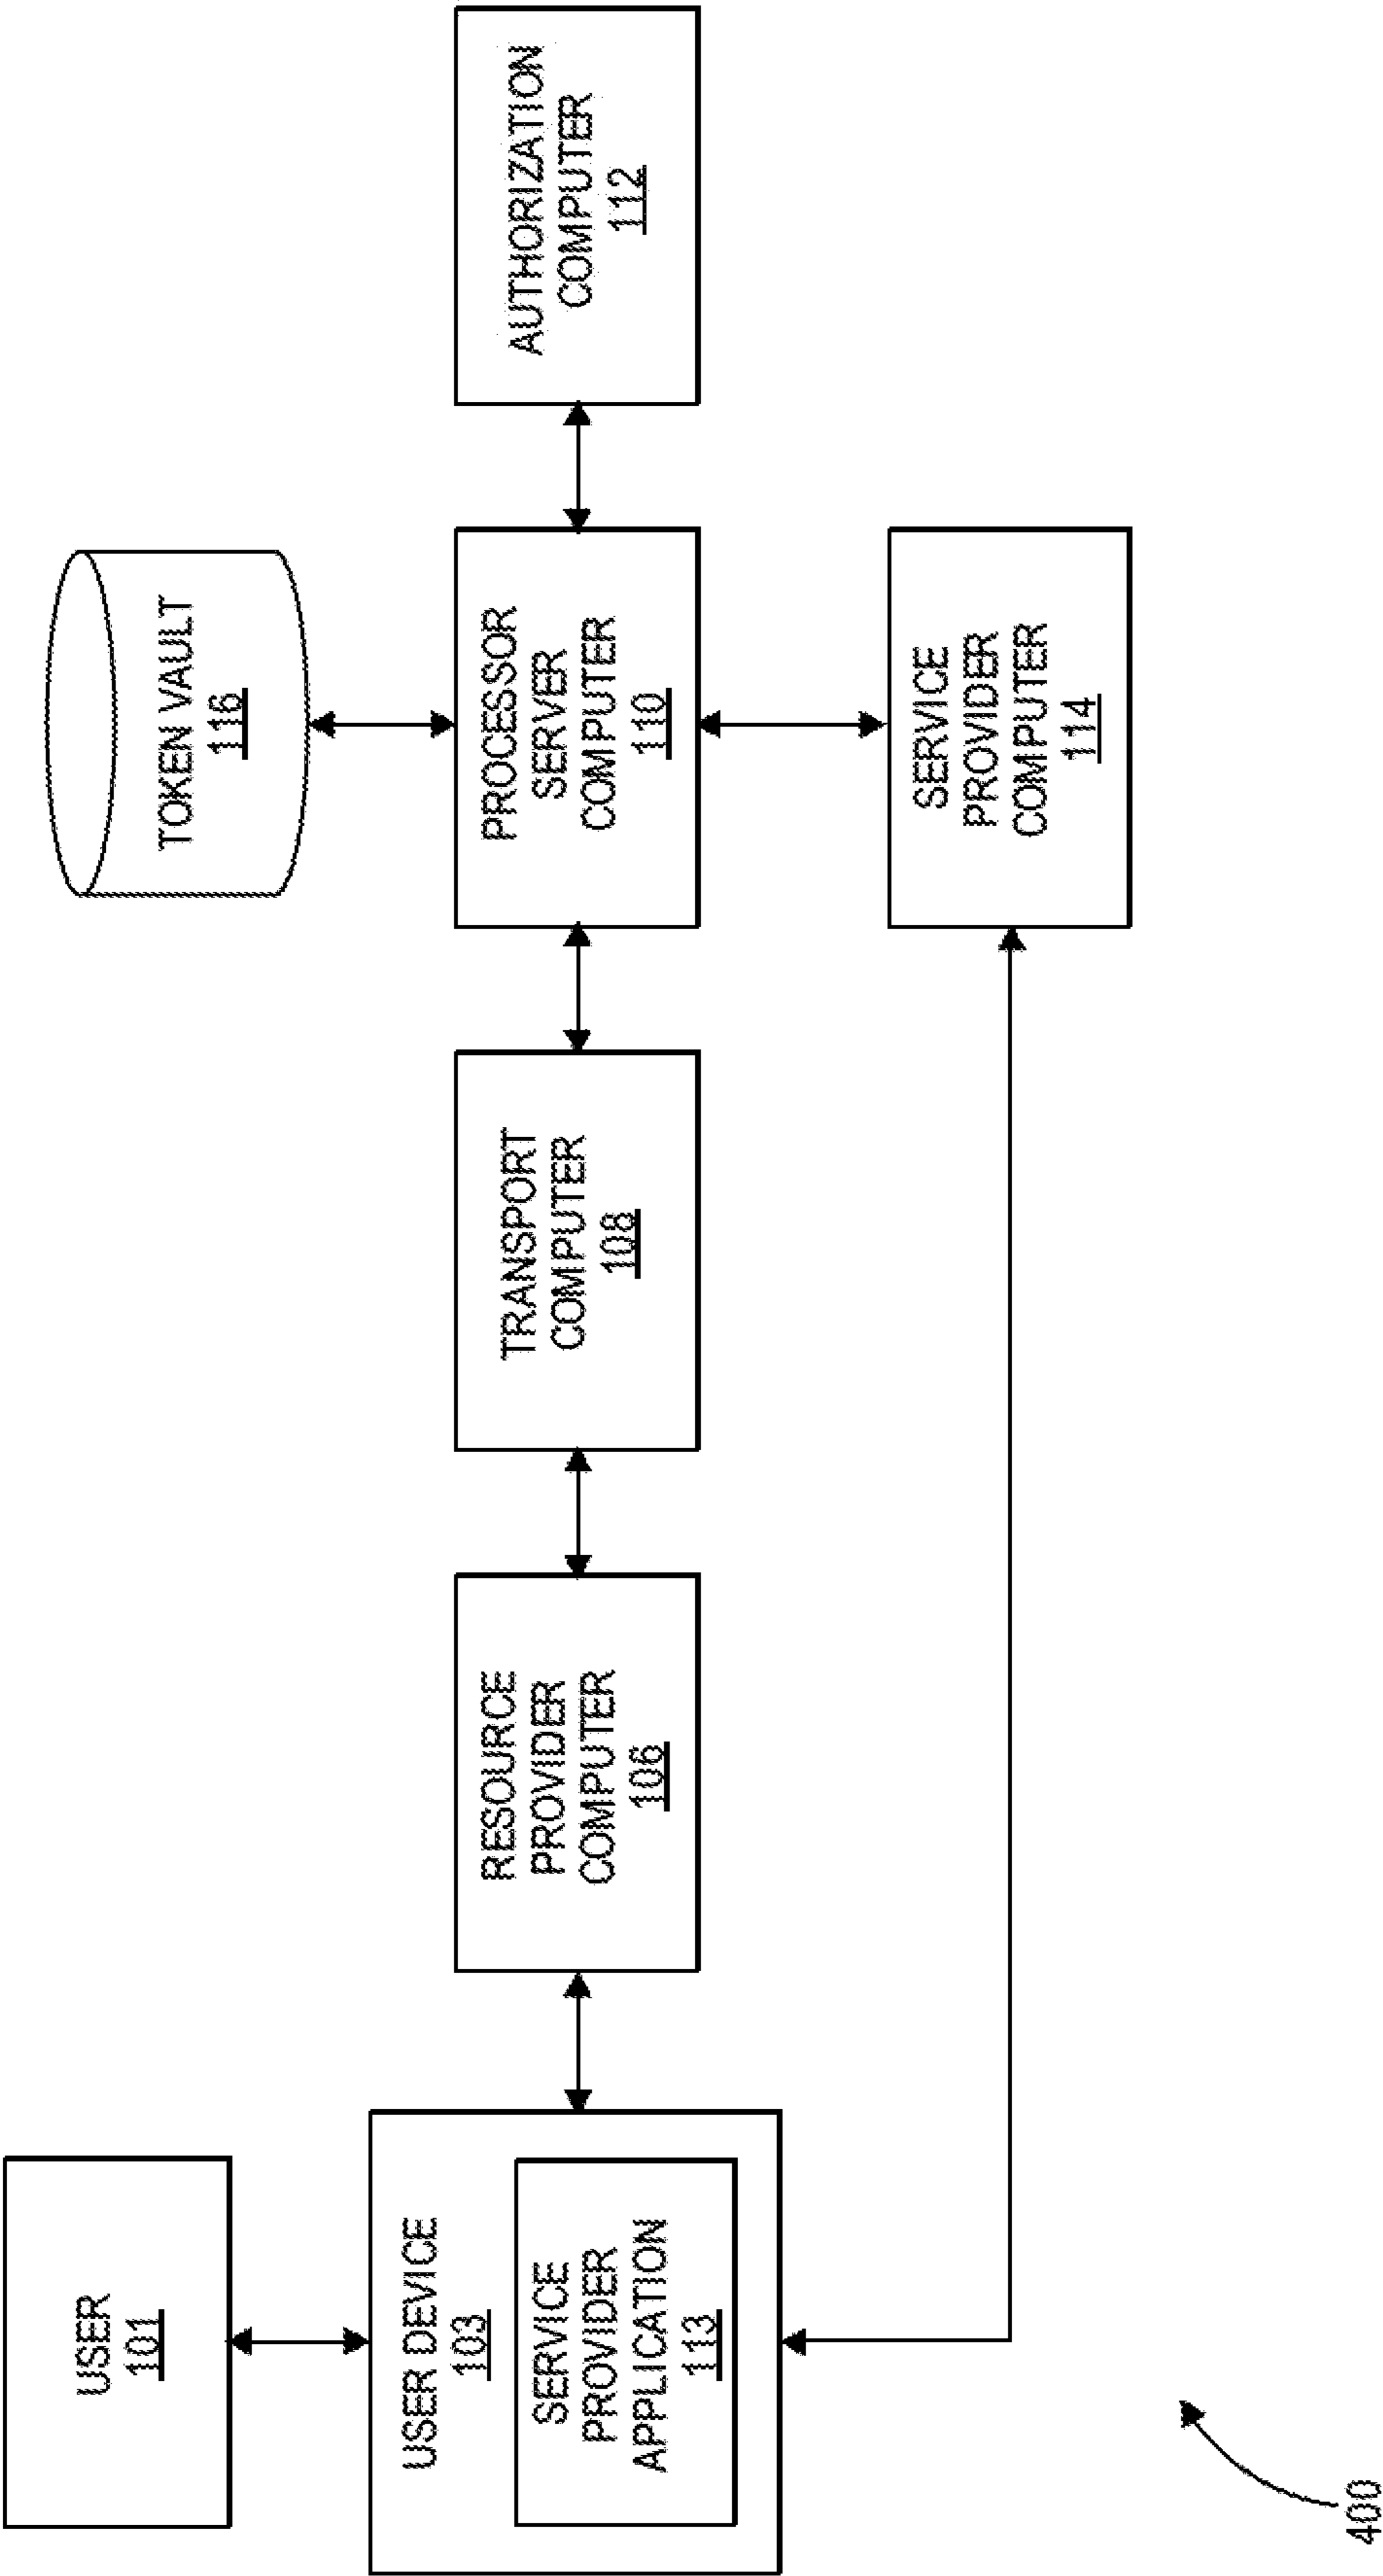 USER
101
USER DEVICE
103
SERVICE
PROVIDER
APPLICATION
113
RESOURCE
PROVIDER
COMPUTER
106
TRANSPORT
COMPUTER
108
TOKEN VAULT
116
PROCESSOR
SERVER
COMPUTER
110
SERVICE
PROVIDER
COMPUTER
114
AUTHORIZATION
COMPUTER
112
400